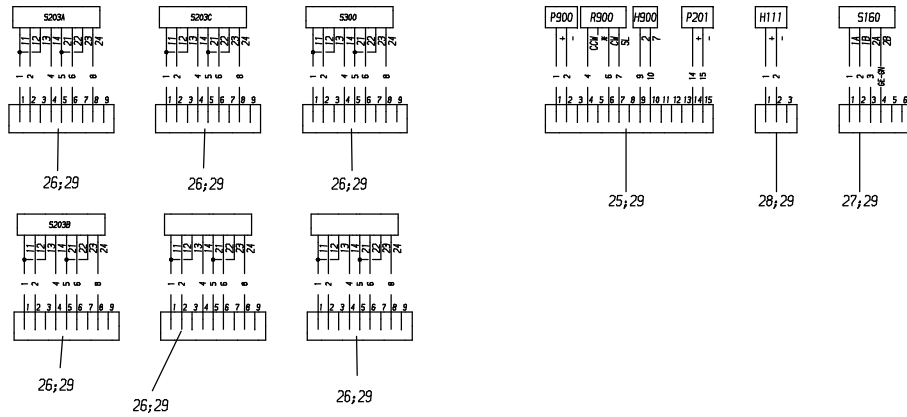 S203A S203C S300 P900 R900 H900 P201 H111 S160
11 12 13 14 21 22 23 24 11 12 13 14 21 22 23 24 11 12 13 14 21 22 23 24 + - CCW * CW SL 2 7 + - + - 1A 1B 2A 2B
1 2 4 5 6 8 1 2 4 5 6 8 1 2 4 5 6 8 1 2 4 6 7 9 10 14 15 1 2 1 2 3 GE-GN
1 2 3 4 5 6 7 8 9 1 2 3 4 5 6 7 8 9 1 2 3 4 5 6 7 8 9 1 2 3 4 5 6 7 8 9 10 11 12 13 14 15 1 2 3 1 2 3 4 5 6
26;29 26;29 26;29 25;29 28;29 27;29
S203B
11 12 13 14 21 22 23 24 11 12 13 14 21 22 23 24 11 12 13 14 21 22 23 24
1 2 4 5 6 8 1 2 4 5 6 8 1 2 4 5 6 8
1 2 3 4 5 6 7 8 9 1 2 3 4 5 6 7 8 9 1 2 3 4 5 6 7 8 9
26;29 26;29 26;29